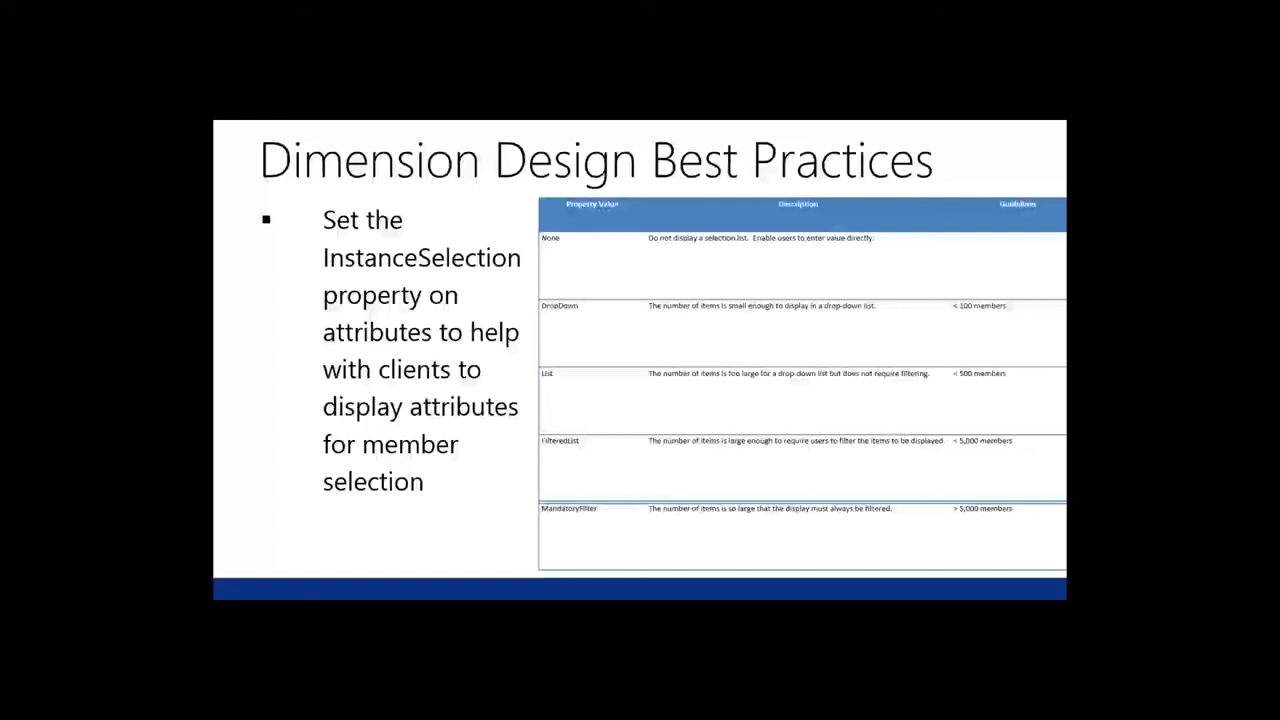 Dimension Design Best Practices
▪ Set the
InstanceSelection
property on
attributes to help
with clients to
display attributes
for member
selection
Property Value Description Guidelines
None Do not display a selection list. Enable users to enter value directly.
DropDown The number of items is small enough to display in a drop-down list. < 100 members
List The number of items is too large for a drop-down list but does not require filtering. < 500 members
FilteredList The number of items is large enough to require users to filter the items to be displayed < 5,000 members
MandatoryFilter The number of items is so large that the display must always be filtered. > 5,000 members